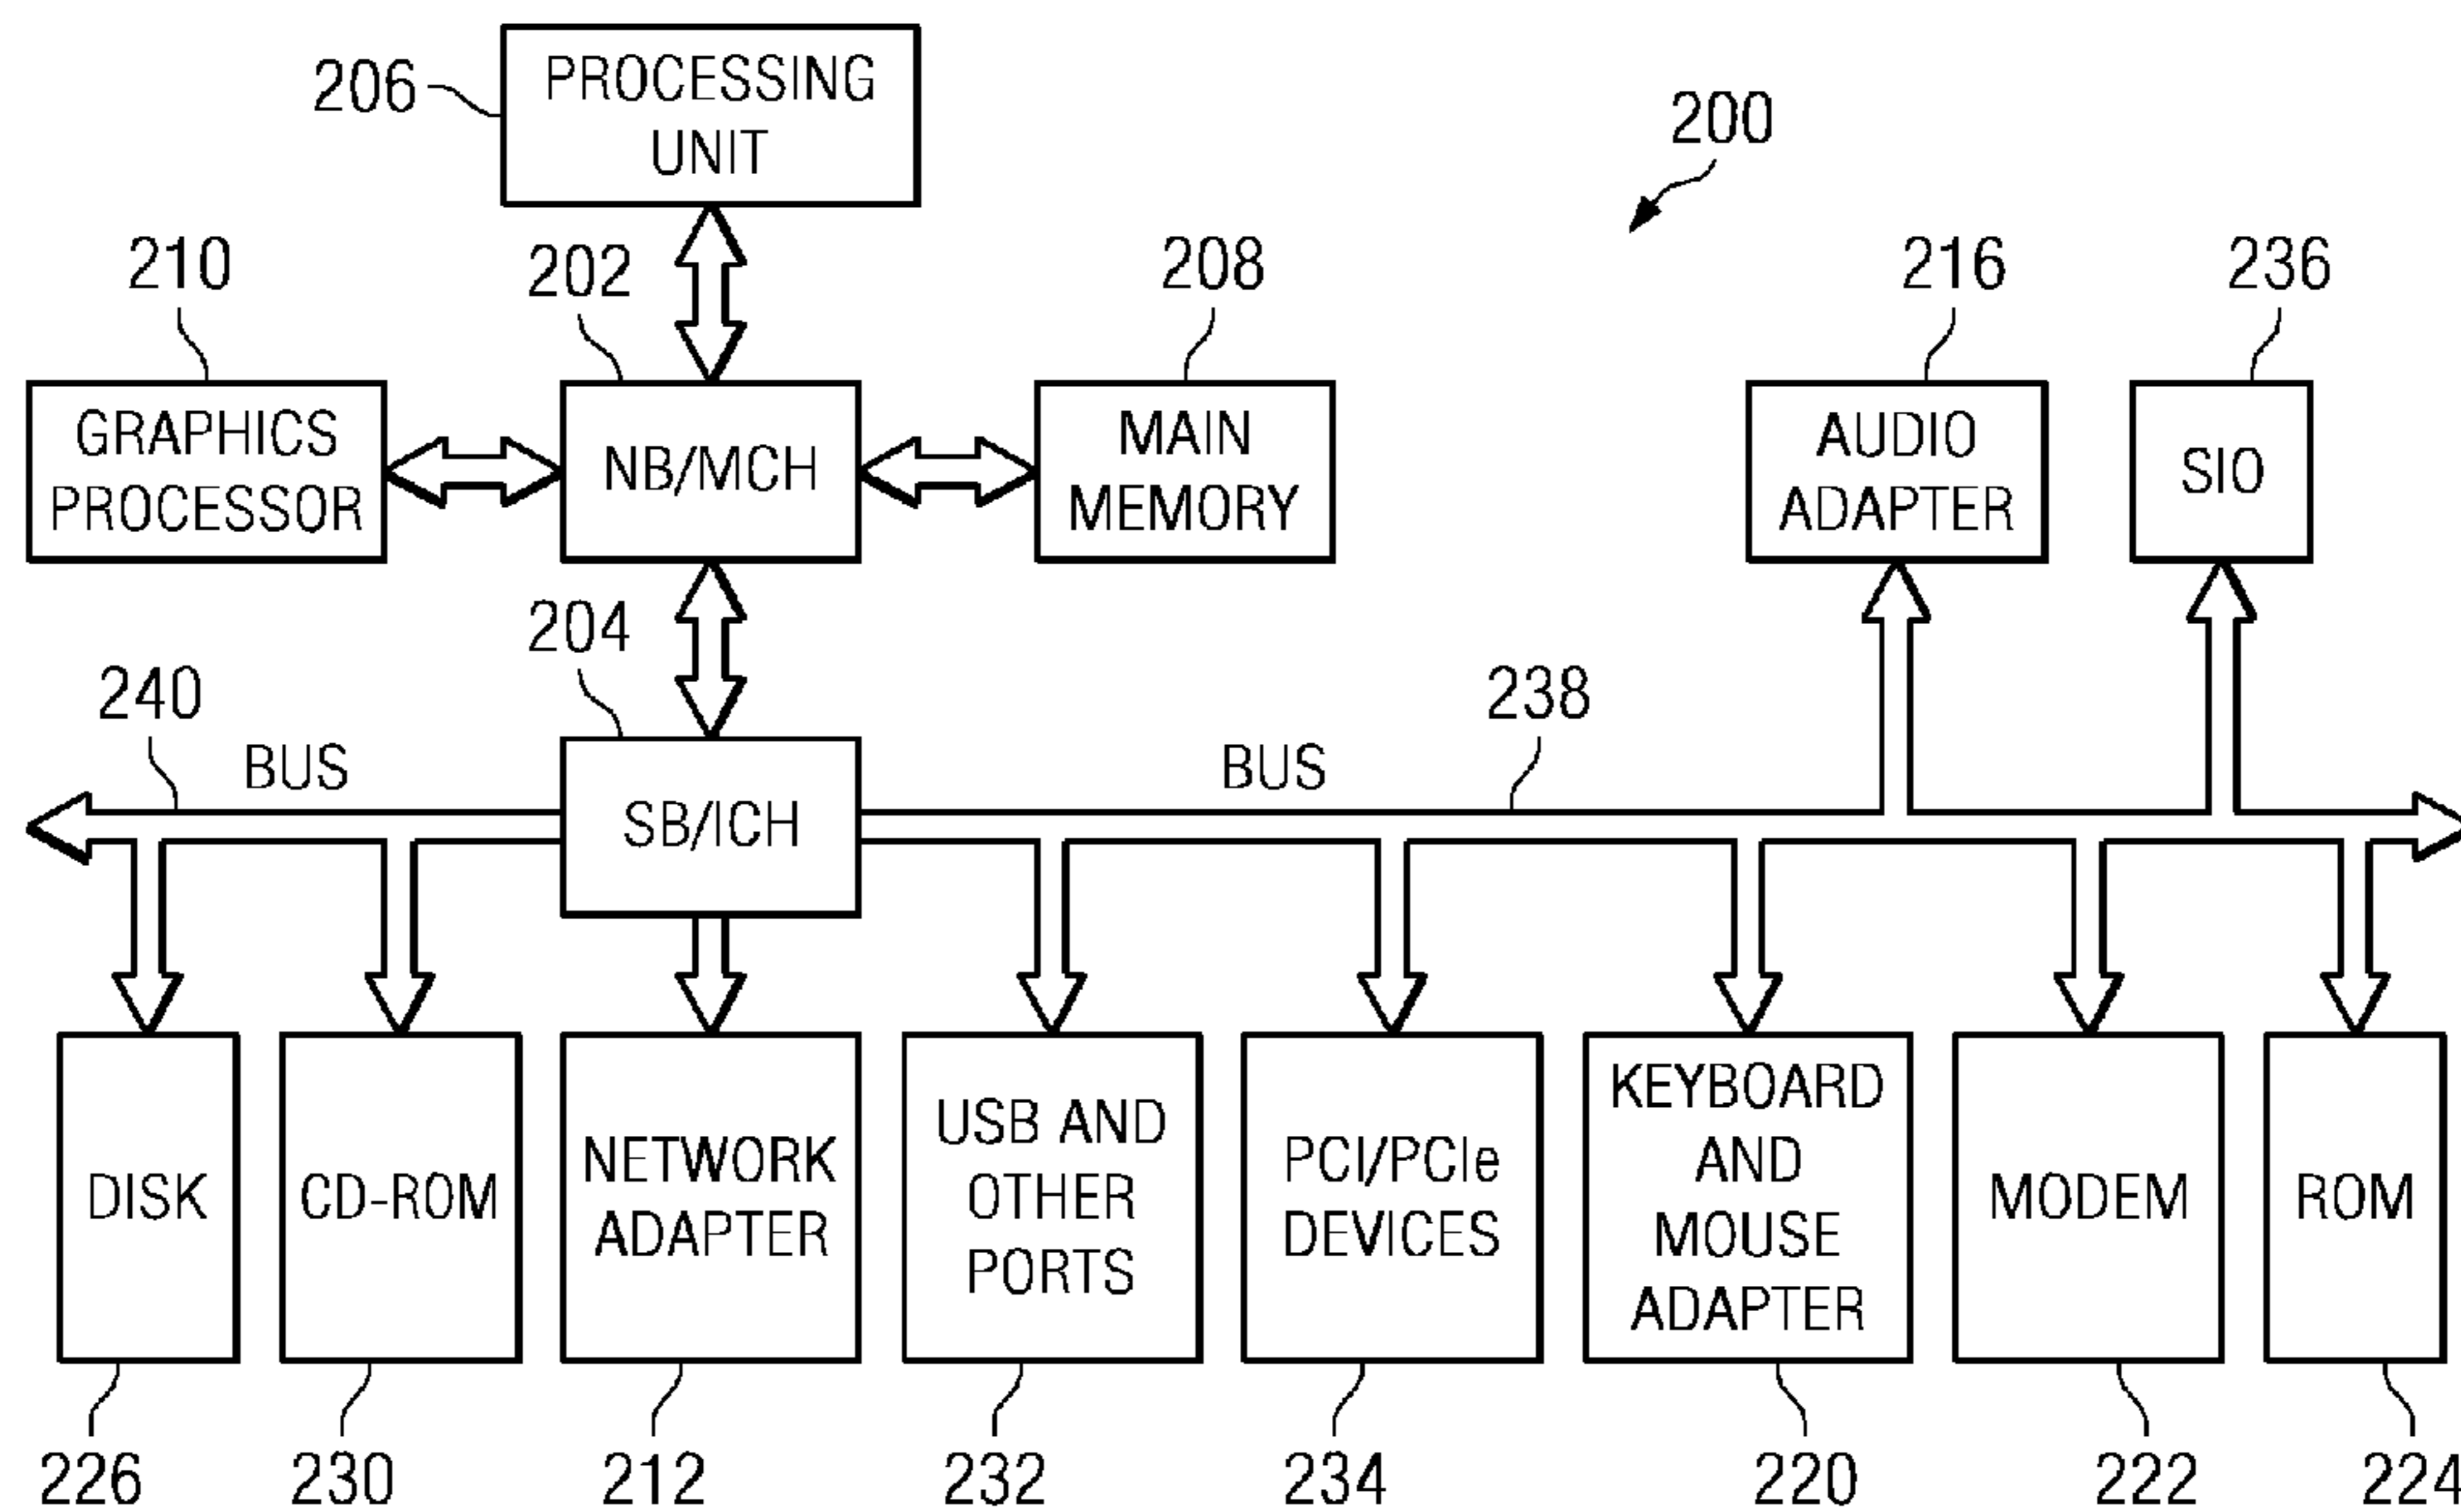 206
PROCESSING
UNIT
200
210
202
208
216
236
GRAPHICS
PROCESSOR
NB/MCH
MAIN
MEMORY
AUDIO
ADAPTER
SIO
204
240
BUS
SB/ICH
BUS
238
DISK
CD-ROM
NETWORK
ADAPTER
USB AND
OTHER
PORTS
PCI/PCIe
DEVICES
KEYBOARD
AND
MOUSE
ADAPTER
MODEM
ROM
226
230
212
232
234
220
222
224